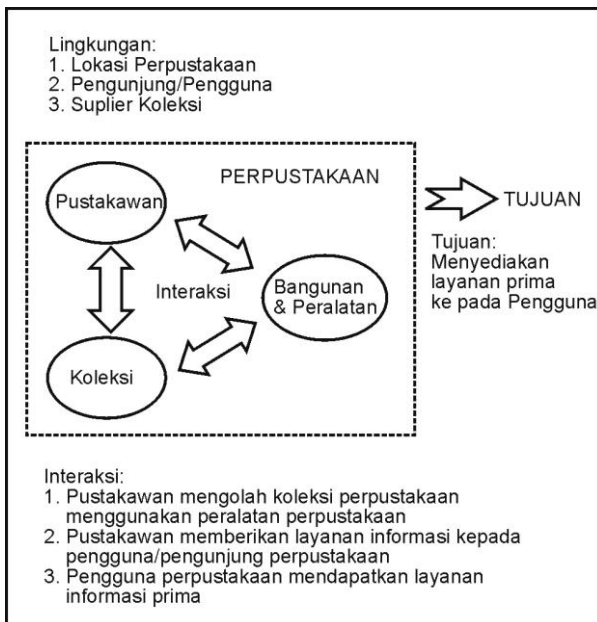 Lingkungan:
1. Lokasi Perpustakaan
2. Pengunjung/Pengguna
3. Suplier Koleksi
PERPUSTAKAAN
Pustakawan
Interaksi
Bangunan
& Peralatan
Koleksi
TUJUAN
Tujuan:
Menyediakan
layanan prima
ke pada Pengguna
Interaksi:
1. Pustakawan mengolah koleksi perpustakaan
menggunakan peralatan perpustakaan
2. Pustakawan memberikan layanan informasi kepada
pengguna/pengunjung perpustakaan
3. Pengguna perpustakaan mendapatkan layanan
informasi prima